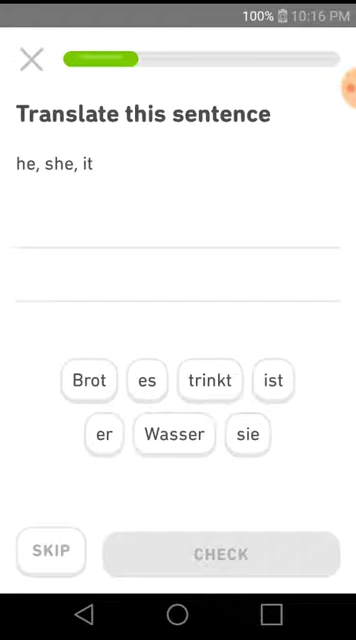 100% 10:16 PM
Translate this sentence
he, she, it
Brot es trinkt ist
er Wasser sie
SKIP CHECK